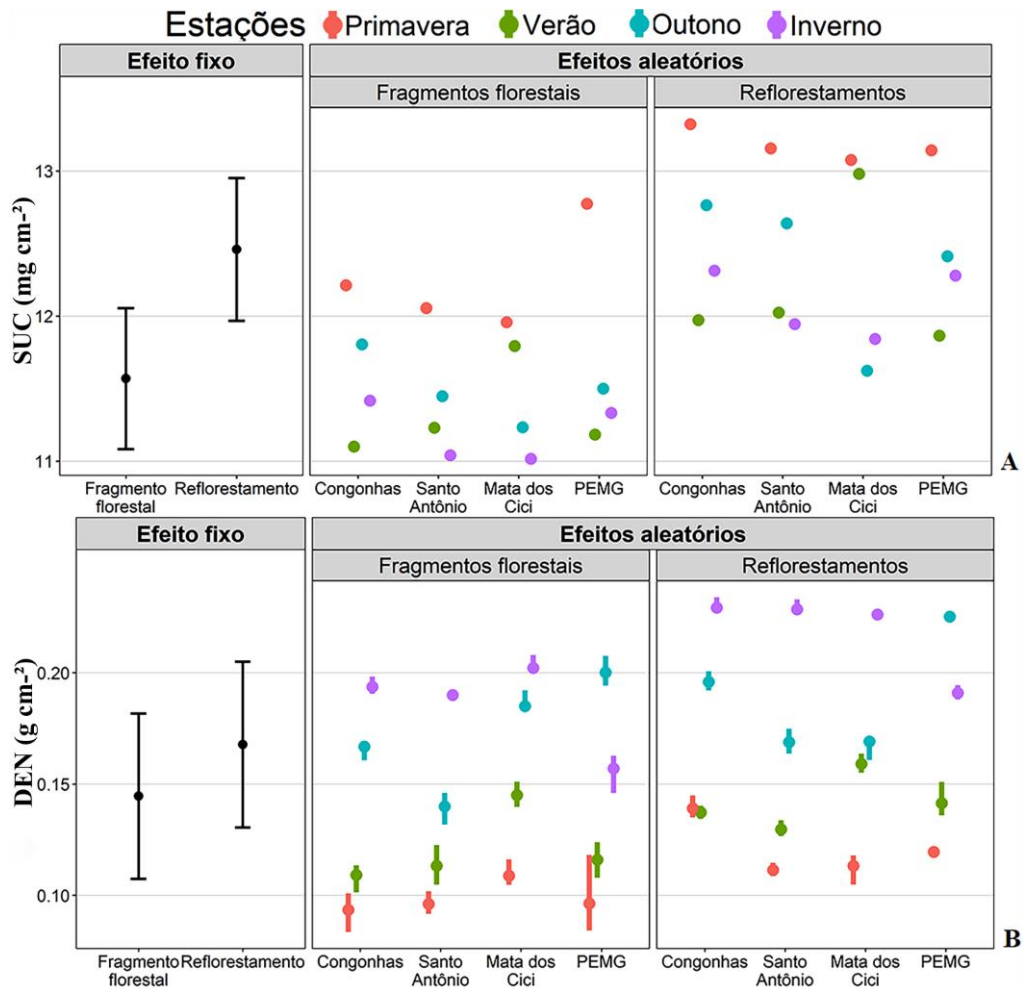 Estações Primavera Verão Outono Inverno
Efeito fixo
Efeitos aleatórios
Fragmentos florestais
Reflorestamentos
SUC (mg cm-²)
13
12
11
Fragmento florestal
Reflorestamento
Congonhas
Santo Antônio
Mata dos Cici
PEMG
Congonhas
Santo Antônio
Mata dos Cici
PEMG
A
Efeito fixo
Efeitos aleatórios
Fragmentos florestais
Reflorestamentos
DEN (g cm-²)
0.20
0.15
0.10
Fragmento florestal
Reflorestamento
Congonhas
Santo Antônio
Mata dos Cici
PEMG
Congonhas
Santo Antônio
Mata dos Cici
PEMG
B